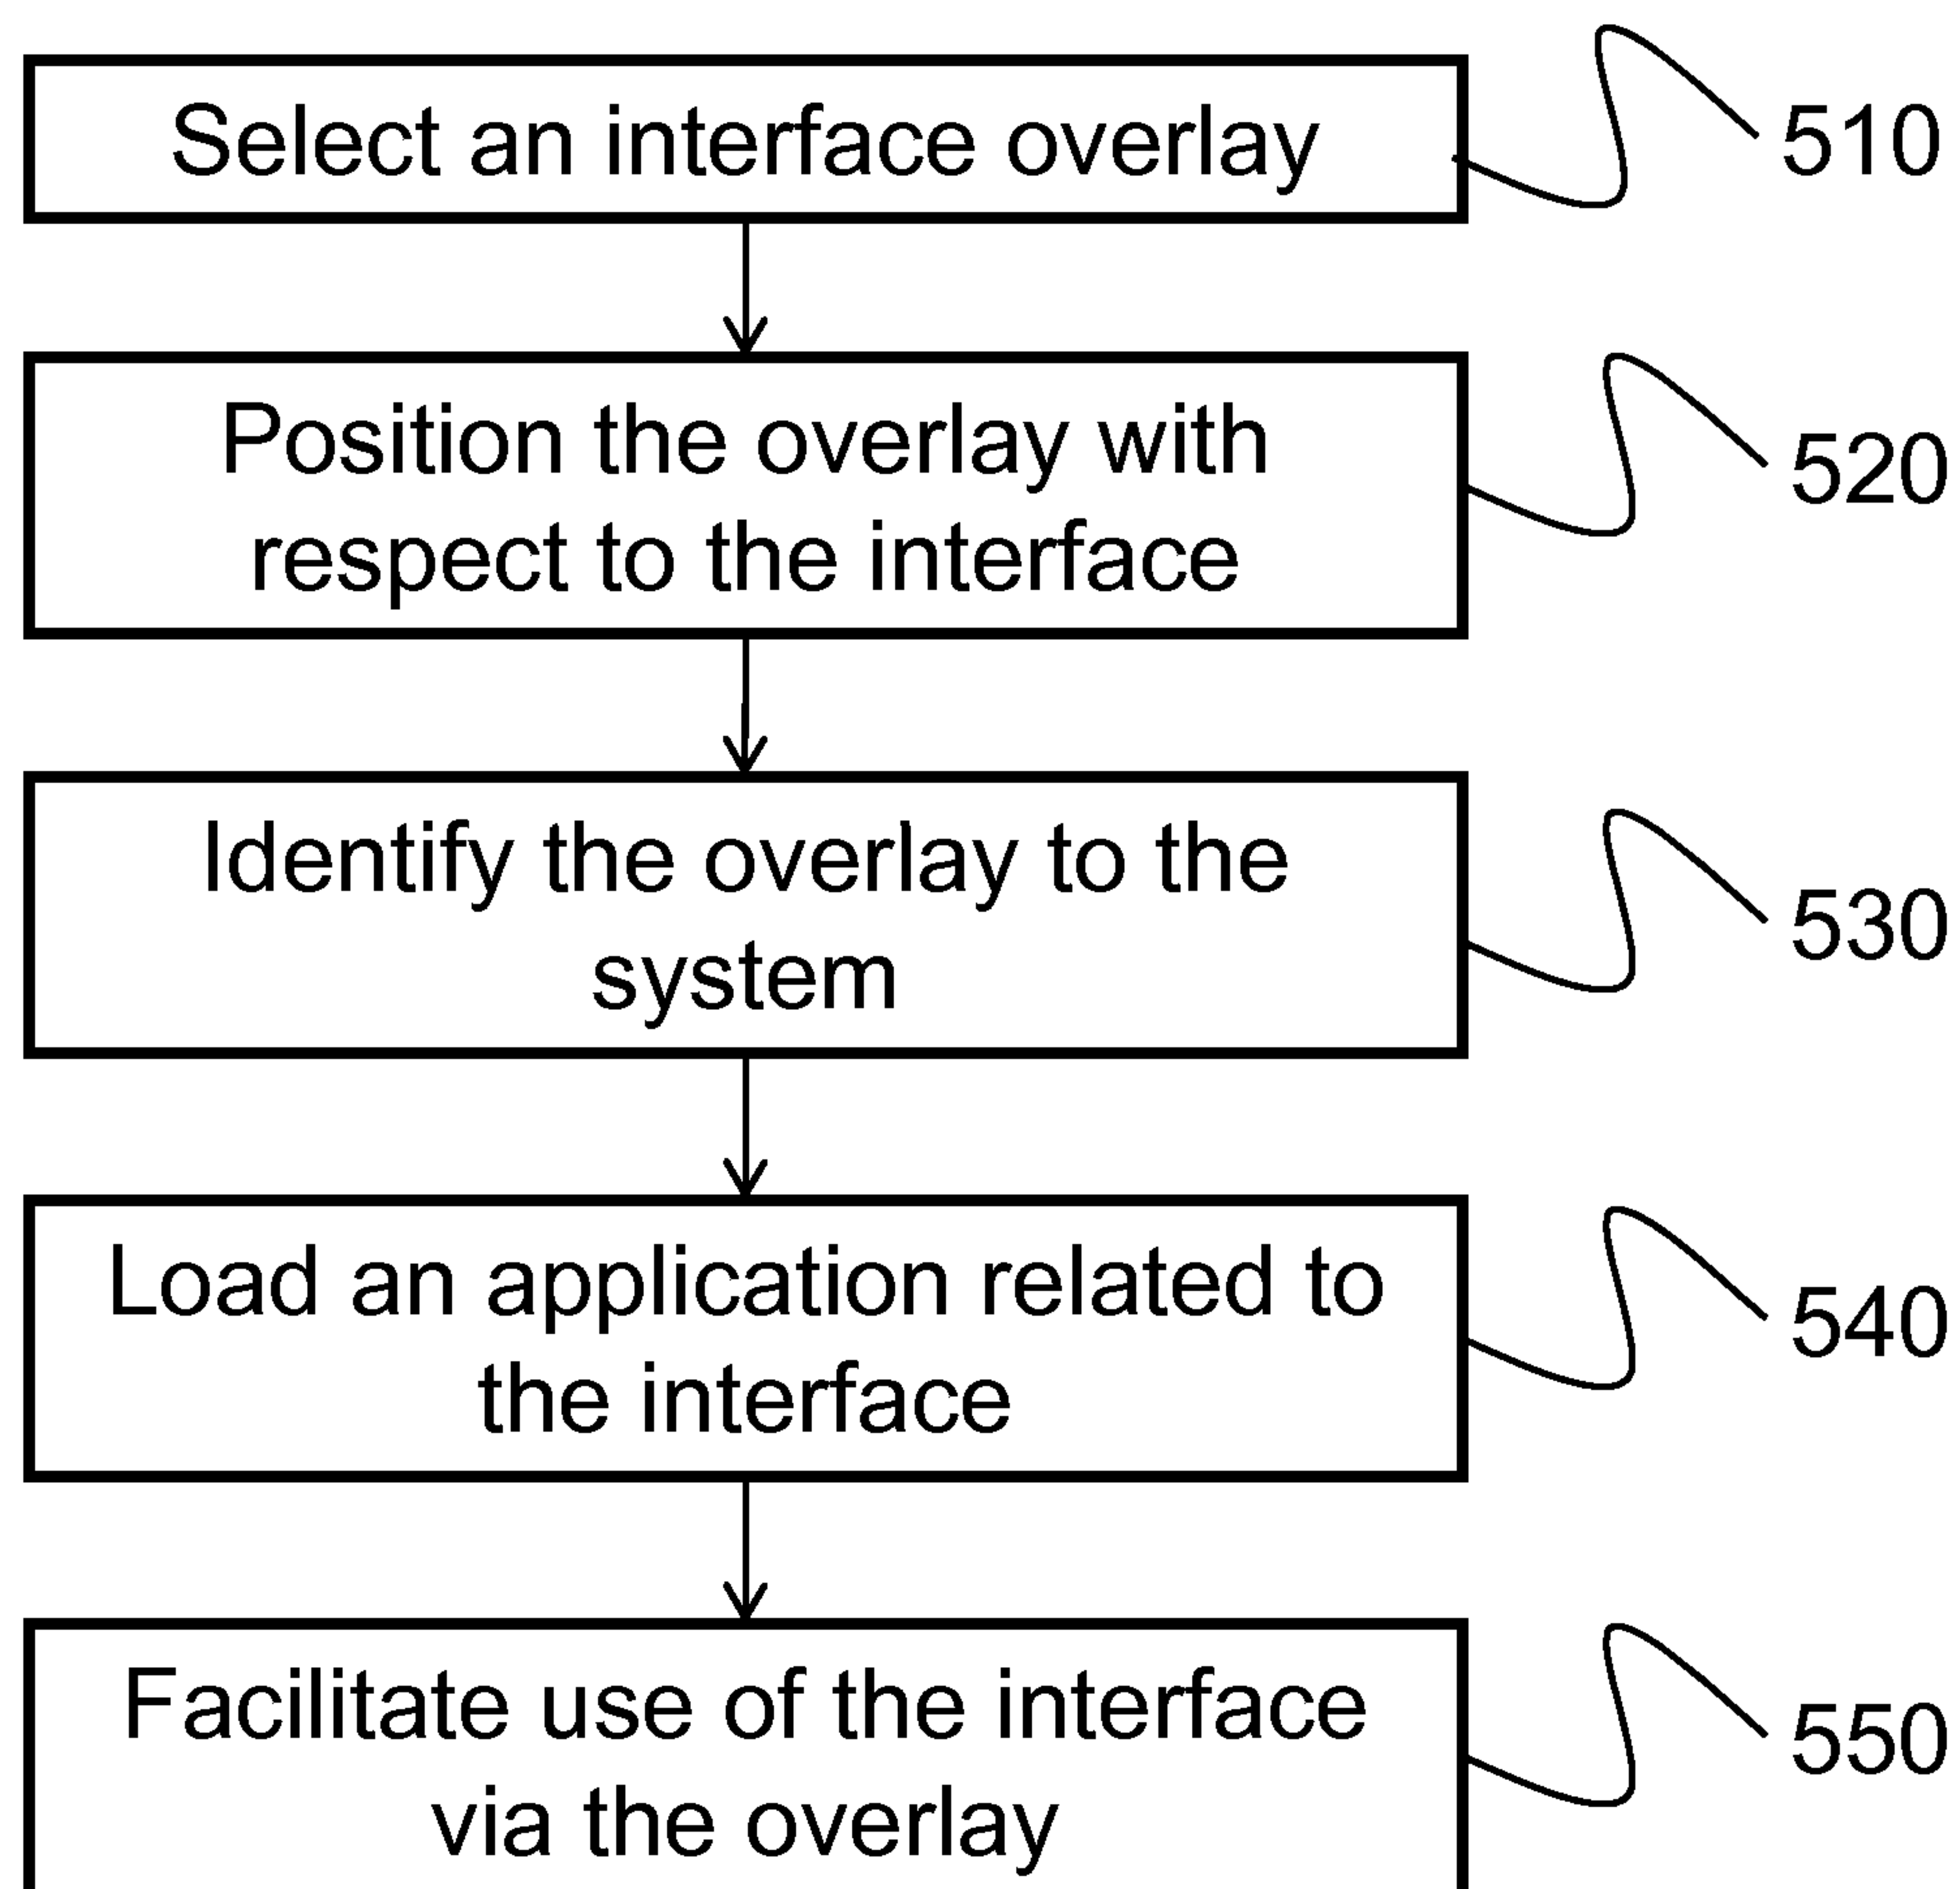 Select an interface overlay
510
Position the overlay with
respect to the interface
520
Identify the overlay to the
system
530
Load an application related to
the interface
540
Facilitate use of the interface
via the overlay
550